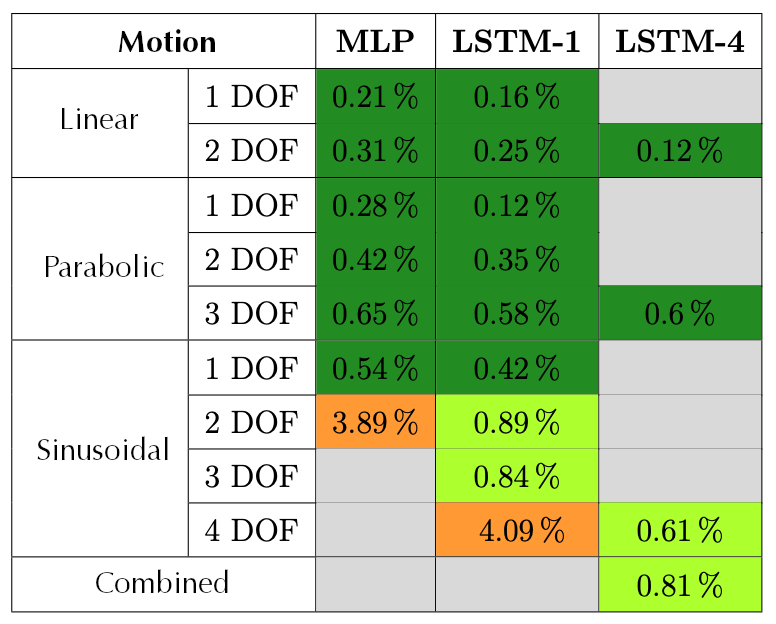 Motion MLP LSTM-1 LSTM-4
Linear 1 DOF 0.21 % 0.16 %
2 DOF 0.31 % 0.25 % 0.12 %
Parabolic 1 DOF 0.28 % 0.12 %
2 DOF 0.42 % 0.35 %
3 DOF 0.65 % 0.58 % 0.6 %
Sinusoidal 1 DOF 0.54 % 0.42 %
2 DOF 3.89 % 0.89 %
3 DOF 0.84 %
4 DOF 4.09 % 0.61 %
Combined 0.81 %